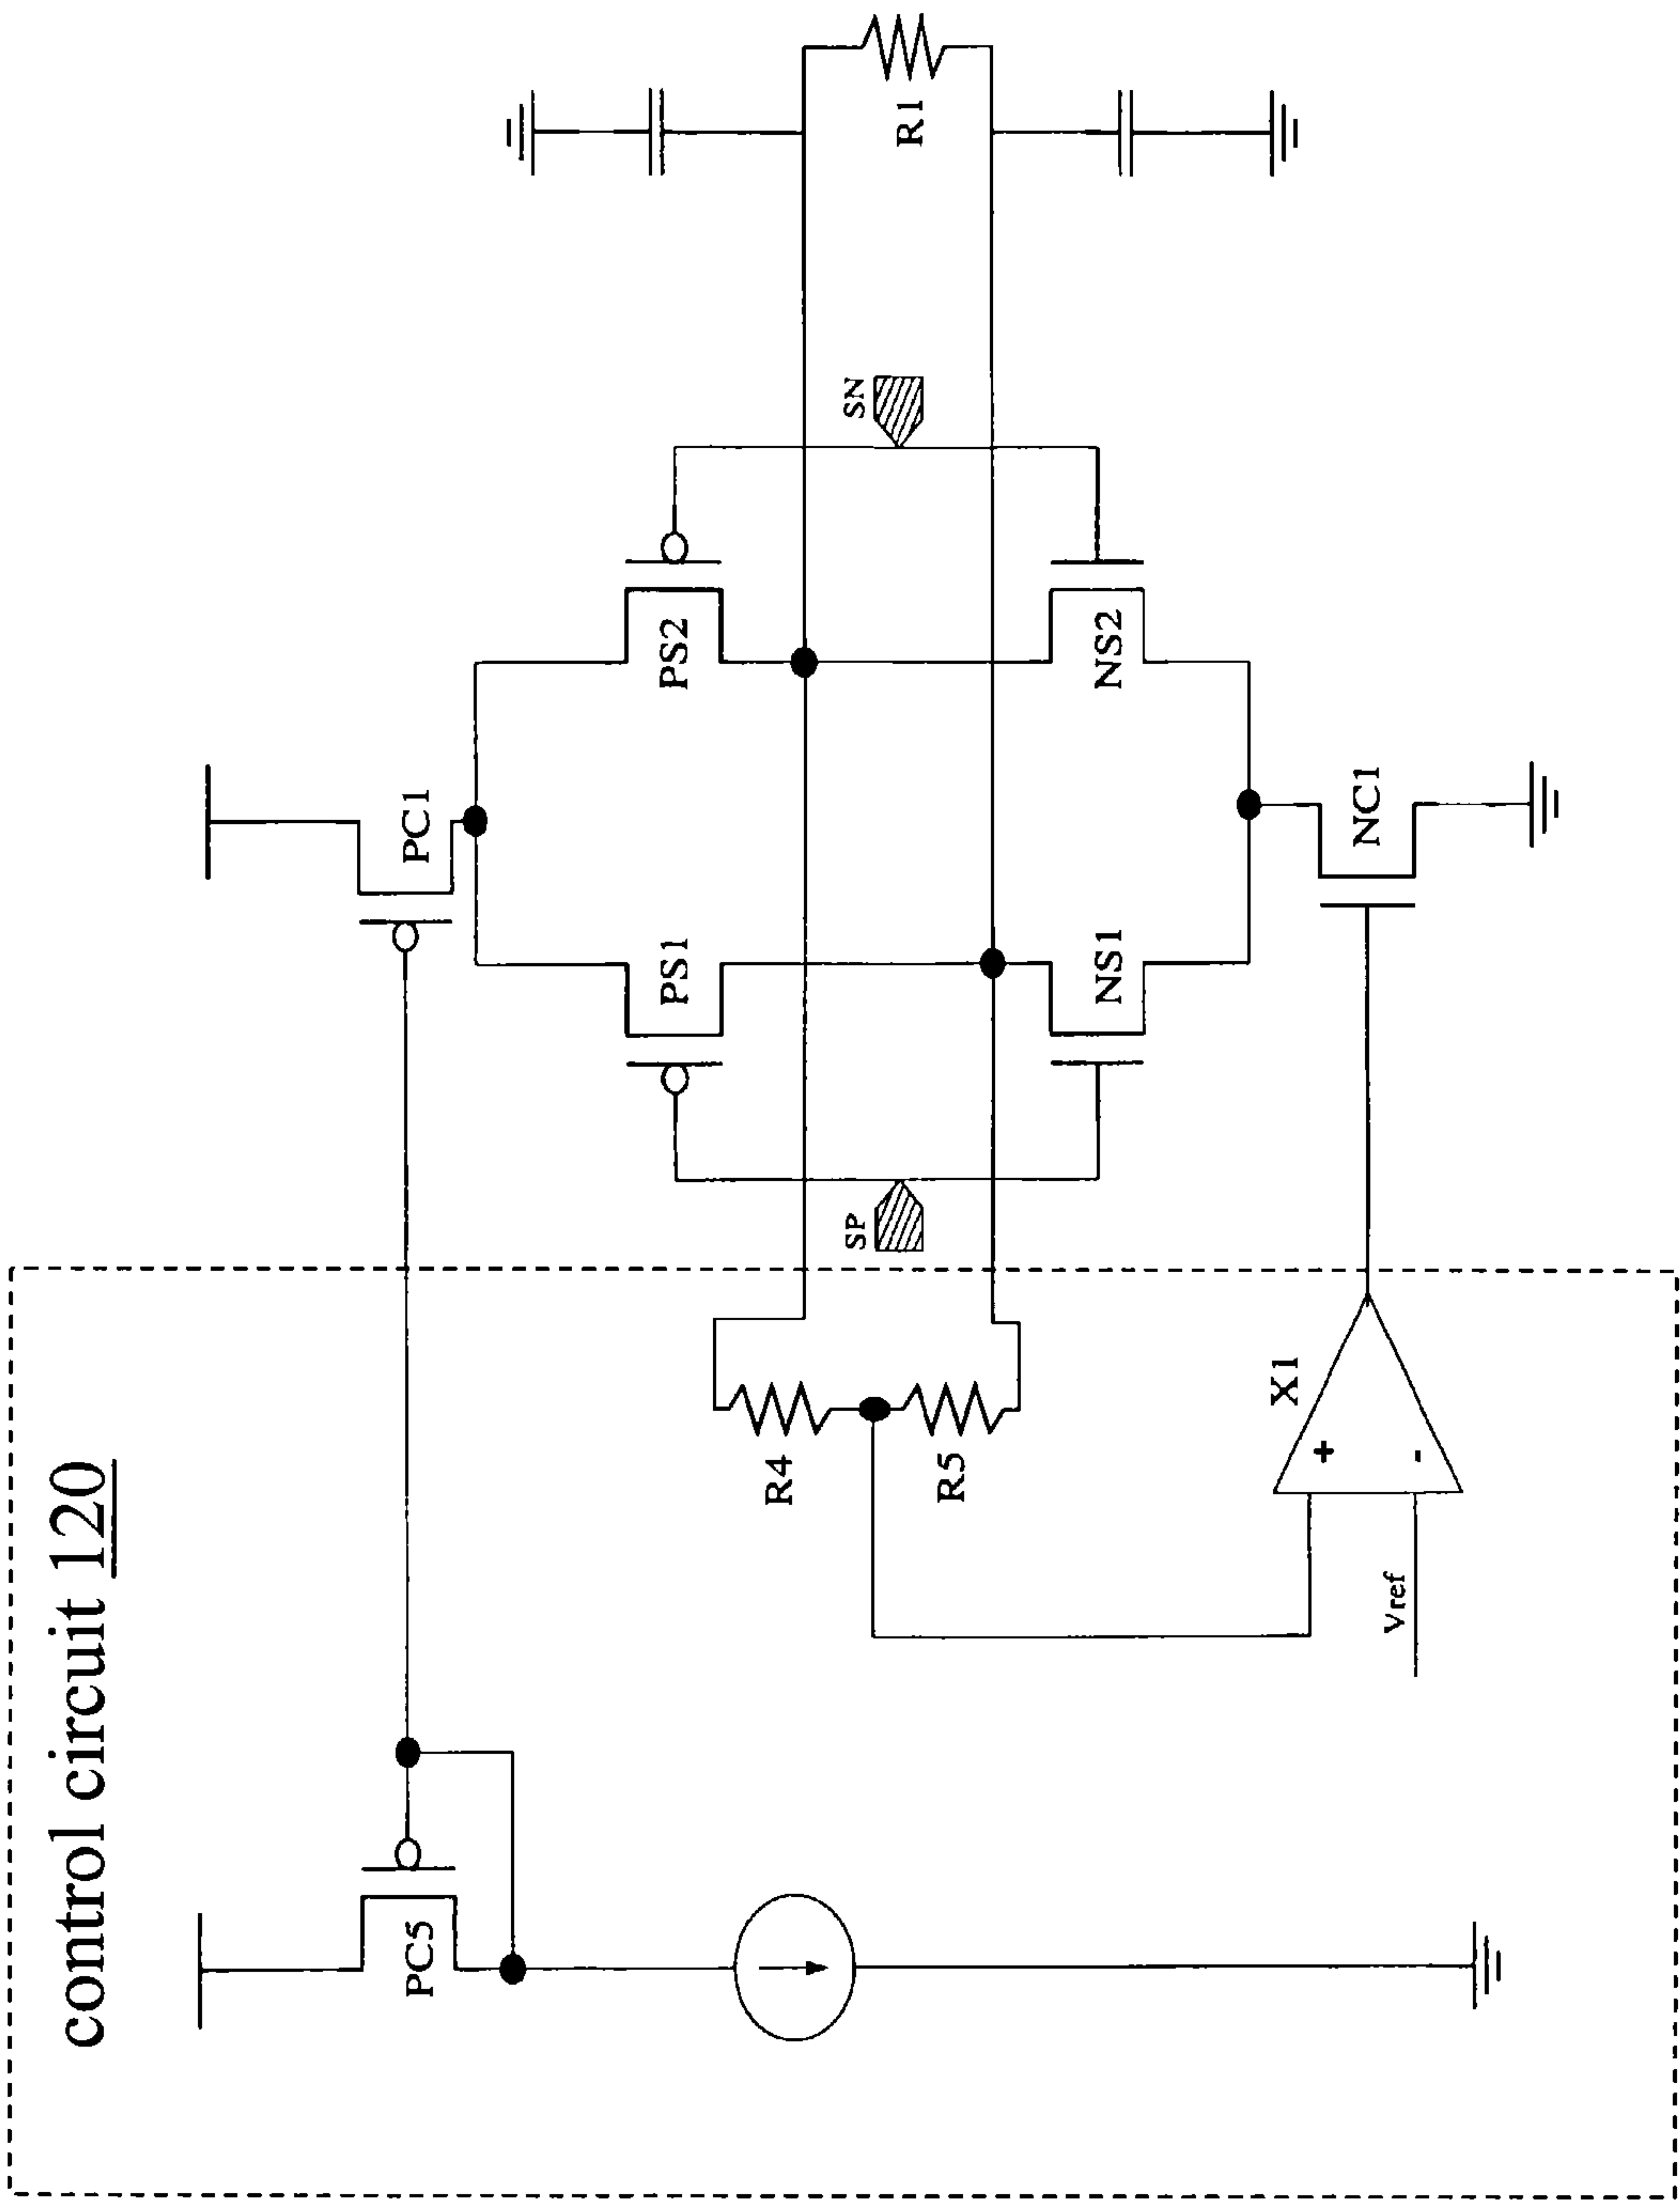 control circuit 120
PC5
PC1
PS1
PS2
R4
R5
SP
SN
R1
NS1
NS2
X1
+
-
Vref
NC1